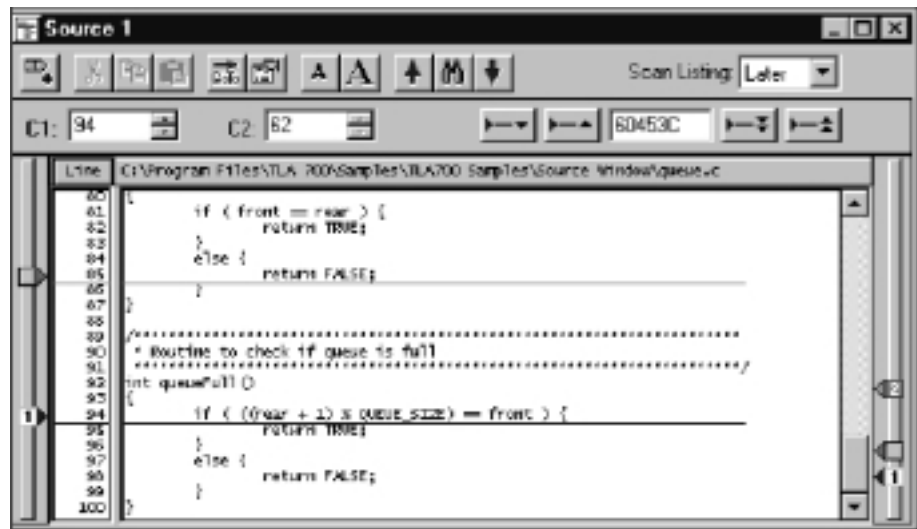 Source 1
A A Scan Listing: Later
C1: 94 C2: 62 60453C
Line C:\Program Files\TLA 700\Samples\TLA700 Samples\Source Window\queue.c
80 {
81 if ( front == rear ) {
82 return TRUE;
83 }
84 else {
85 return FALSE;
86 }
87 }
88
89 /***********************************************************************
90 * Routine to check if queue is full
91 ***********************************************************************/
92 int queueFull()
93 {
94 if ( ((rear + 1) % QUEUE_SIZE) == front ) {
95 return TRUE;
96 }
97 else {
98 return FALSE;
99 }
100 }
1
2
1